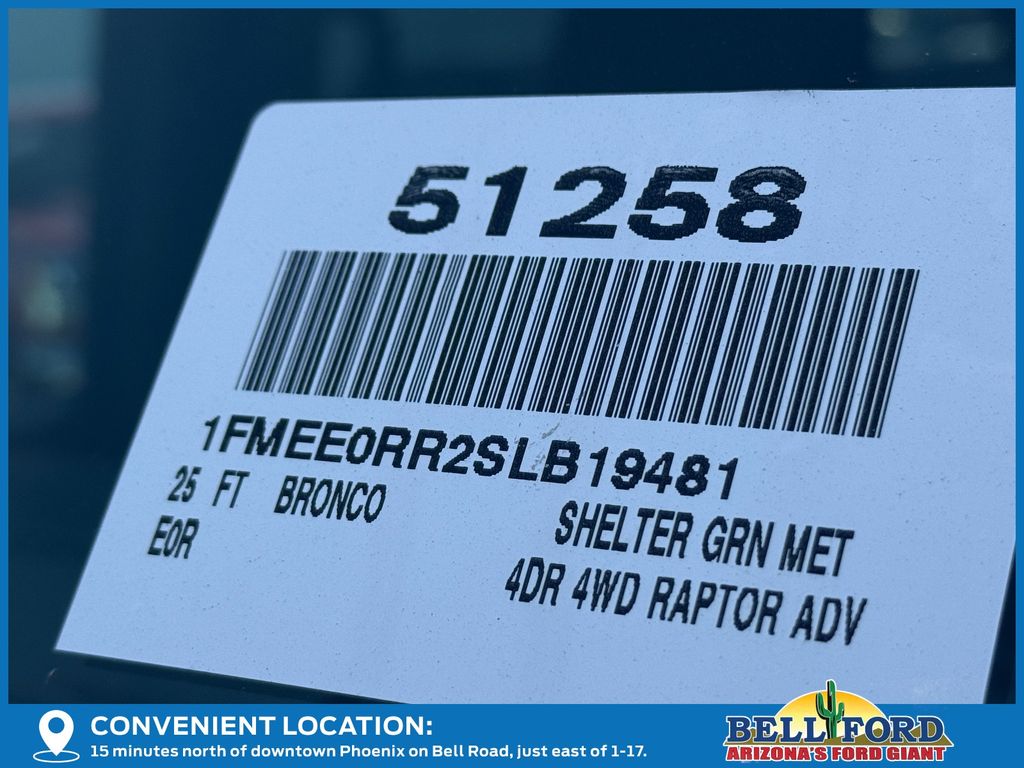 51258
1FMEE0RR2SLB19481
25 FT BRONCO SHELTER GRN MET
E0R 4DR 4WD RAPTOR ADV
CONVENIENT LOCATION:
15 minutes north of downtown Phoenix on Bell Road, just east of 1-17.
BELL FORD
ARIZONA'S FORD GIANT